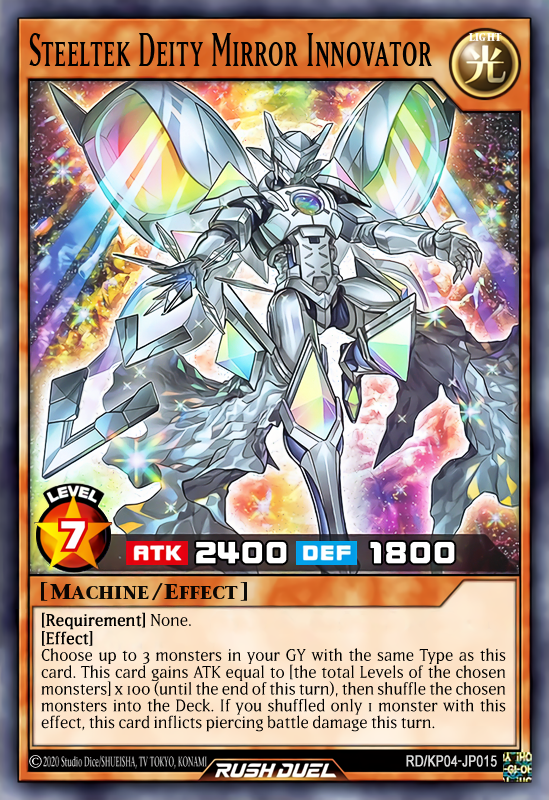 STEELTEK DEITY MIRROR INNOVATOR
LIGHT
光
LEVEL
7
ATK 2400 DEF 1800
[MACHINE/EFFECT]
[Requirement] None.
[Effect]
Choose up to 3 monsters in your GY with the same Type as this
card. This card gains ATK equal to [the total Levels of the chosen
monsters] x 100 (until the end of this turn), then shuffle the chosen
monsters into the Deck. If you shuffled only 1 monster with this
effect, this card inflicts piercing battle damage this turn.
©2020 Studio Dice/SHUEISHA, TV TOKYO, KONAMI
RUSH DUEL
RD/KP04-JP015